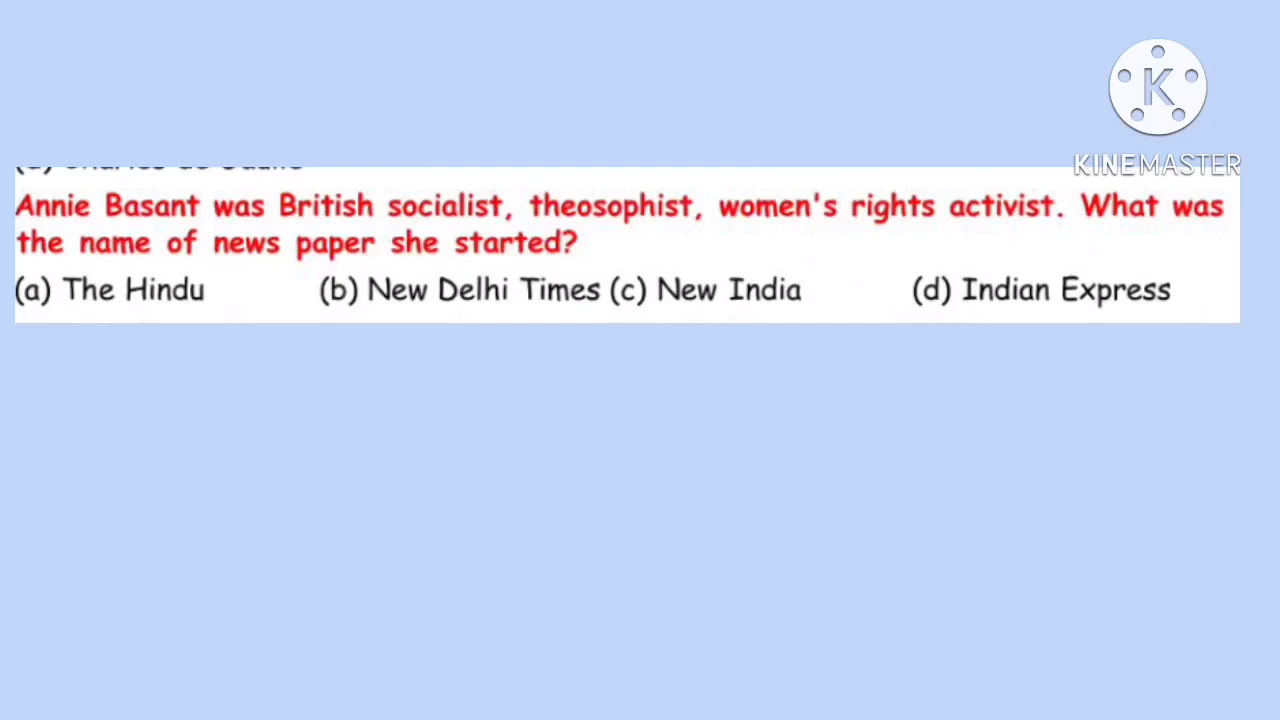 K
KINEMASTER
Annie Basant was British socialist, theosophist, women's rights activist. What was
the name of news paper she started?
(a) The Hindu (b) New Delhi Times (c) New India (d) Indian Express